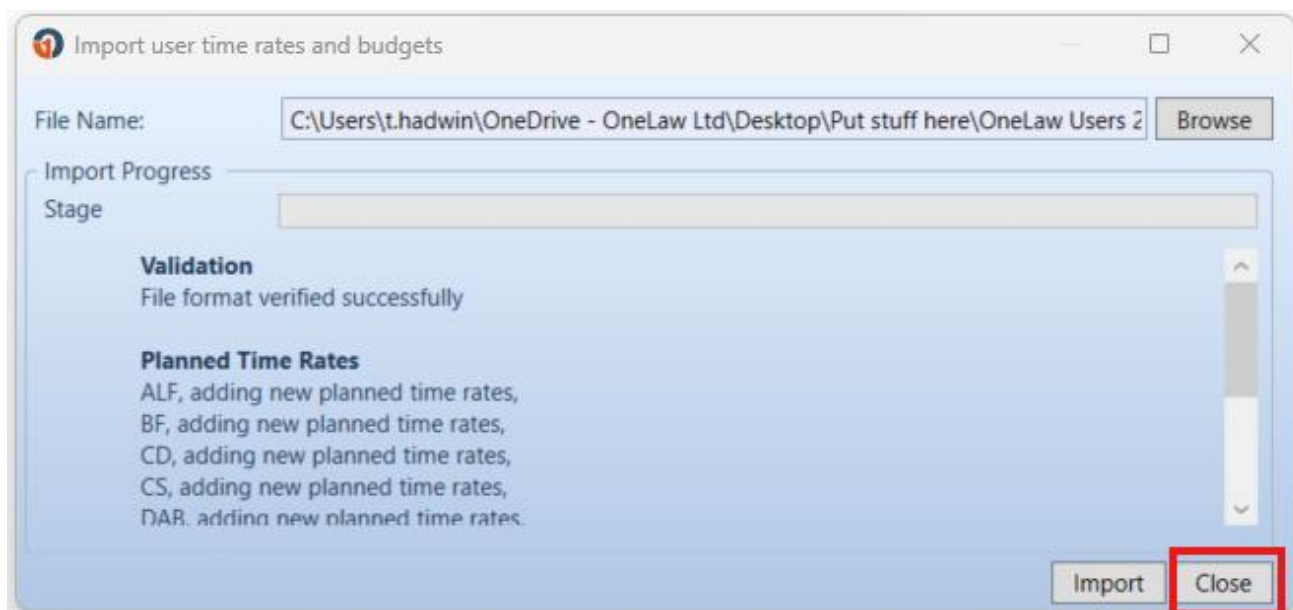 Import user time rates and budgets
File Name:
C:\Users\t.hadwin\OneDrive - OneLaw Ltd\Desktop\Put stuff here\OneLaw Users 2
Browse
Import Progress
Stage
Validation
File format verified successfully
Planned Time Rates
ALF, adding new planned time rates,
BF, adding new planned time rates,
CD, adding new planned time rates,
CS, adding new planned time rates,
DAB, adding new planned time rates,
Import
Close